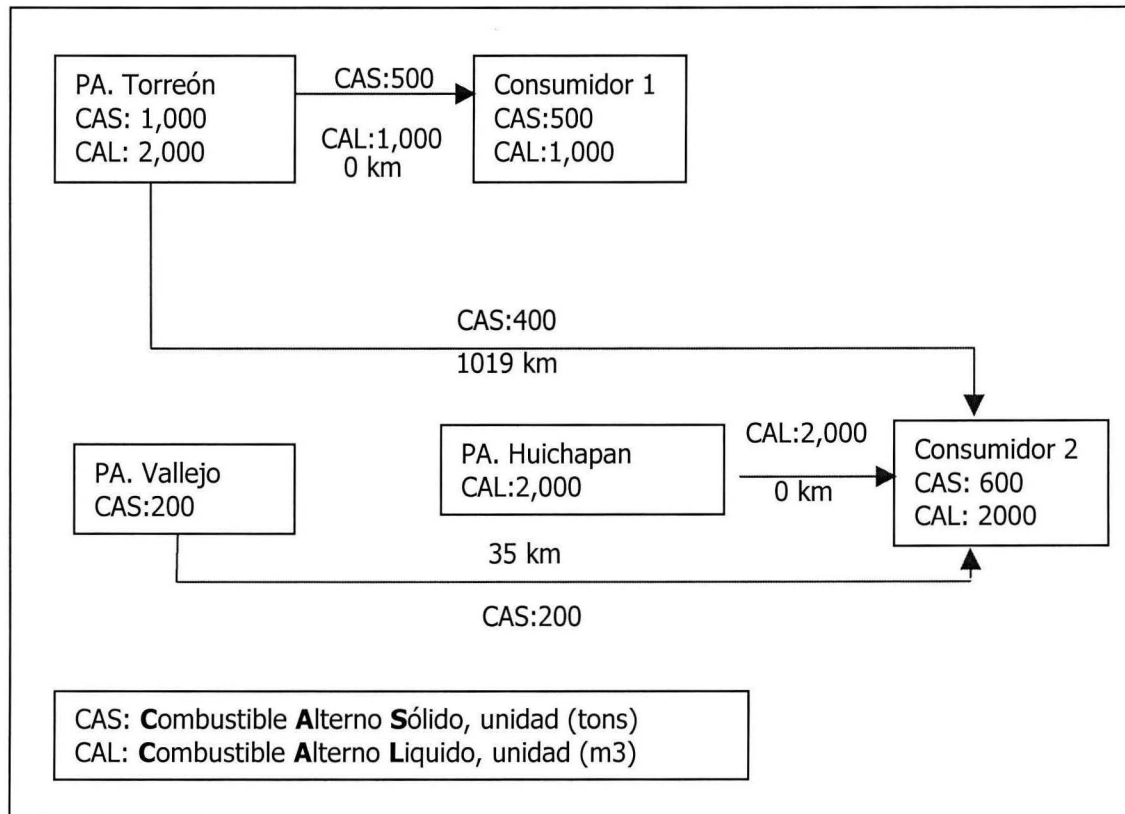 PA. Torreón
CAS: 1,000
CAL: 2,000
CAS:500
CAL:1,000
0 km
Consumidor 1
CAS:500
CAL:1,000
CAS:400
1019 km
PA. Vallejo
CAS:200
PA. Huichapan
CAL:2,000
CAL:2,000
0 km
Consumidor 2
CAS: 600
CAL: 2000
35 km
CAS:200
CAS: Combustible Alterno Sólido, unidad (tons)
CAL: Combustible Alterno Liquido, unidad (m3)